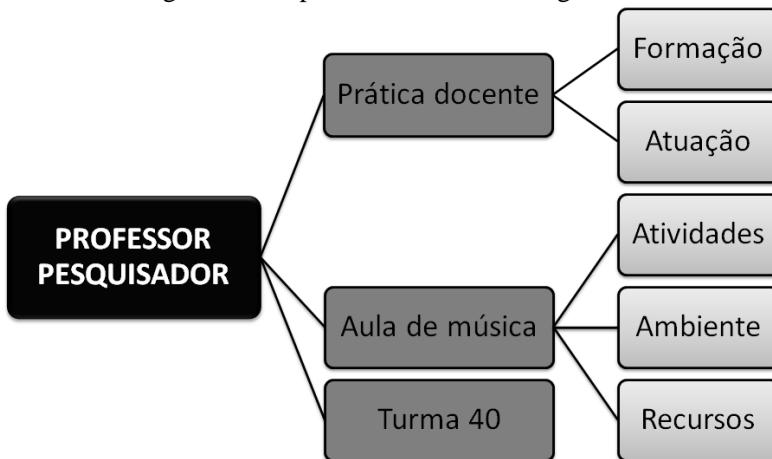 PROFESSOR
PESQUISADOR
Prática docente
Formação
Atuação
Aula de música
Atividades
Ambiente
Recursos
Turma 40